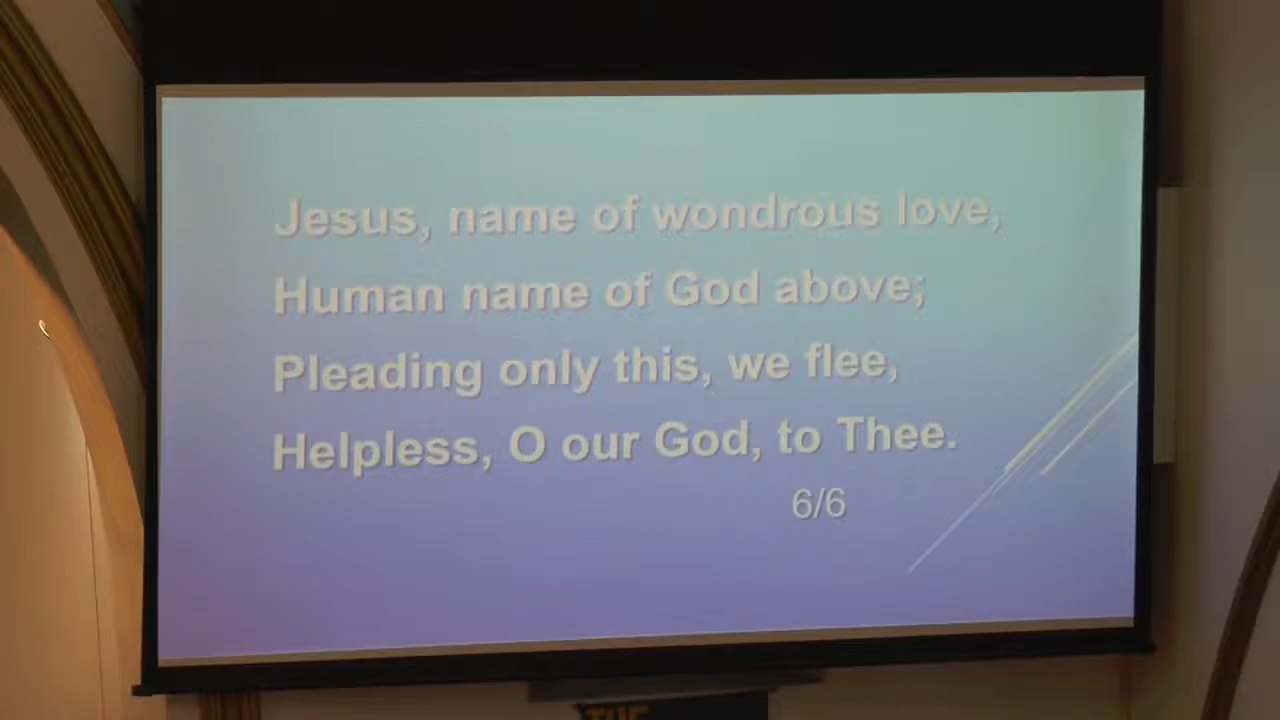 Jesus, name of wondrous love,
Human name of God above;
Pleading only this, we flee,
Helpless, O our God, to Thee.
6/6
THE